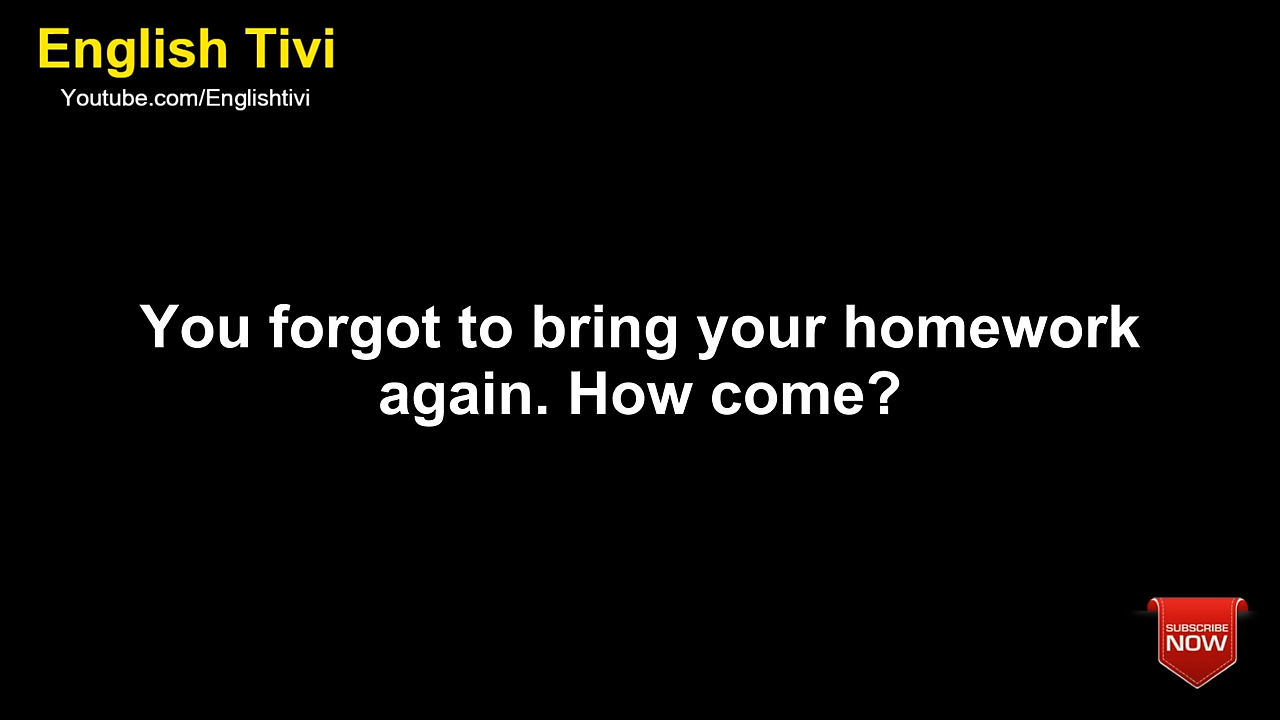 English Tivi
Youtube.com/Englishtivi
You forgot to bring your homework
again. How come?
SUBSCRIBE
NOW